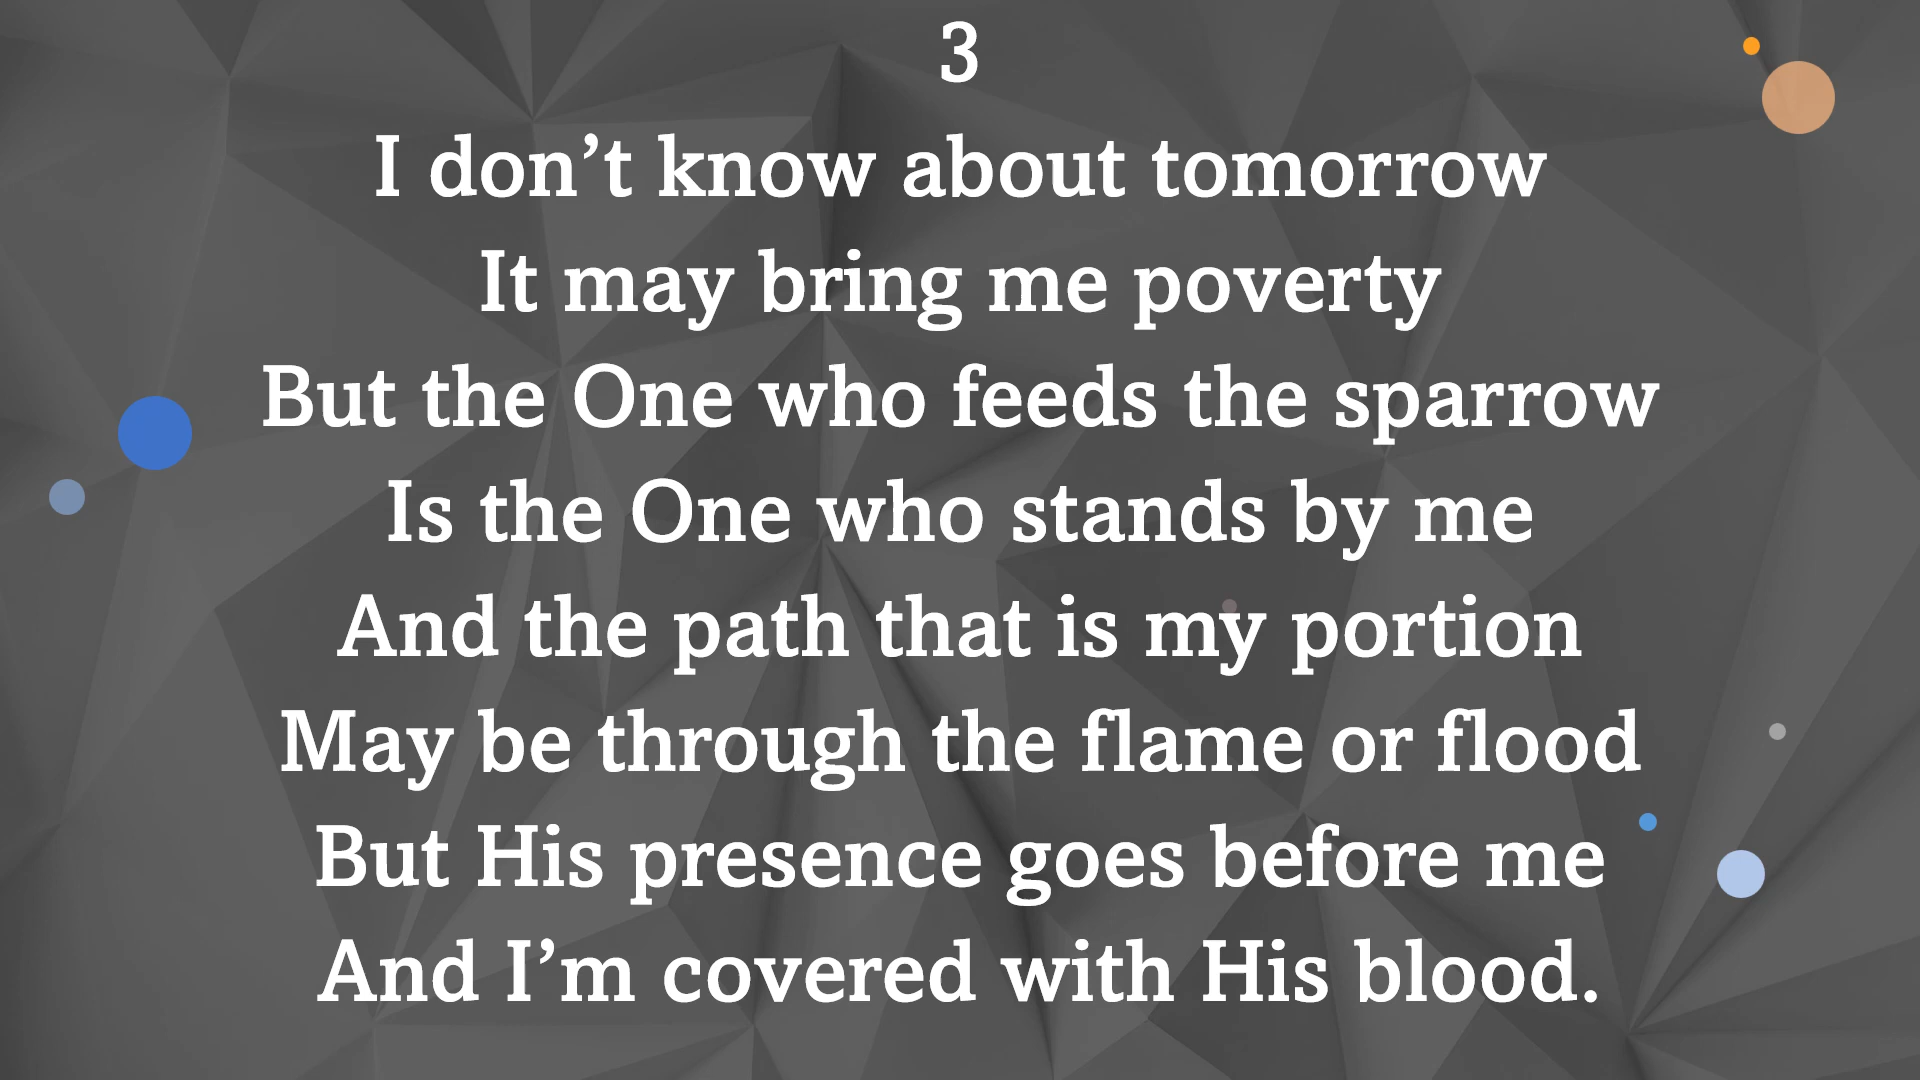 3
I don’t know about tomorrow
It may bring me poverty
But the One who feeds the sparrow
Is the One who stands by me
And the path that is my portion
May be through the flame or flood
But His presence goes before me
And I’m covered with His blood.